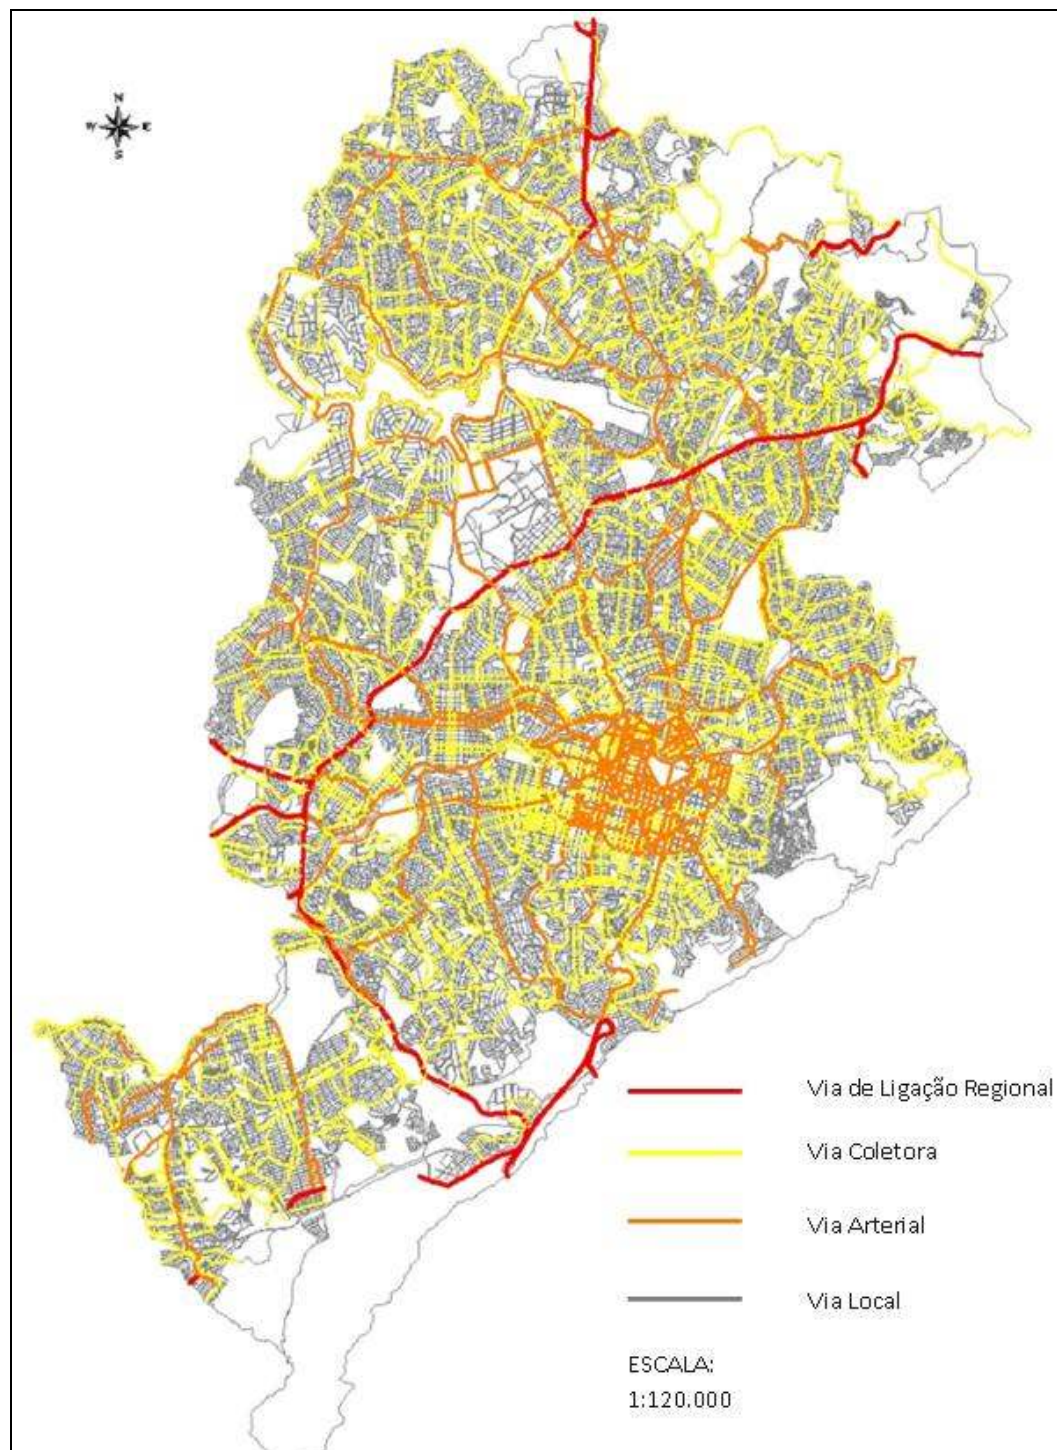 N
W E
S
Via de Ligação Regional
Via Coletora
Via Arterial
Via Local
ESCALA:
1:120.000